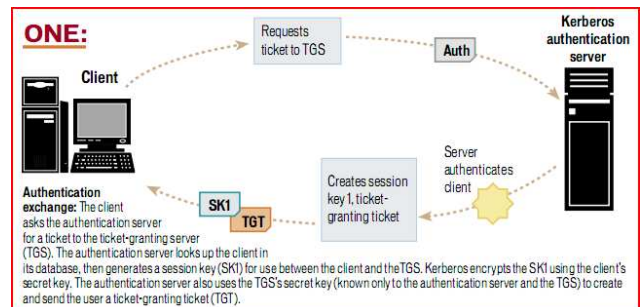 ONE:
Requests
ticket to TGS
Kerberos
authentication
server
Auth
Client
Server
authenticates
client
Creates session
key 1, ticket-
granting ticket
SK1
TGT
Authentication
exchange: The client
asks the authentication server
for a ticket to the ticket-granting server
(TGS). The authentication server looks up the client in
its database, then generates a session key (SK1) for use between the client and the TGS. Kerberos encrypts the SK1 using the client's
secret key. The authentication server also uses the TGS's secret key (known only to the authentication server and the TGS) to create
and send the user a ticket-granting ticket (TGT).